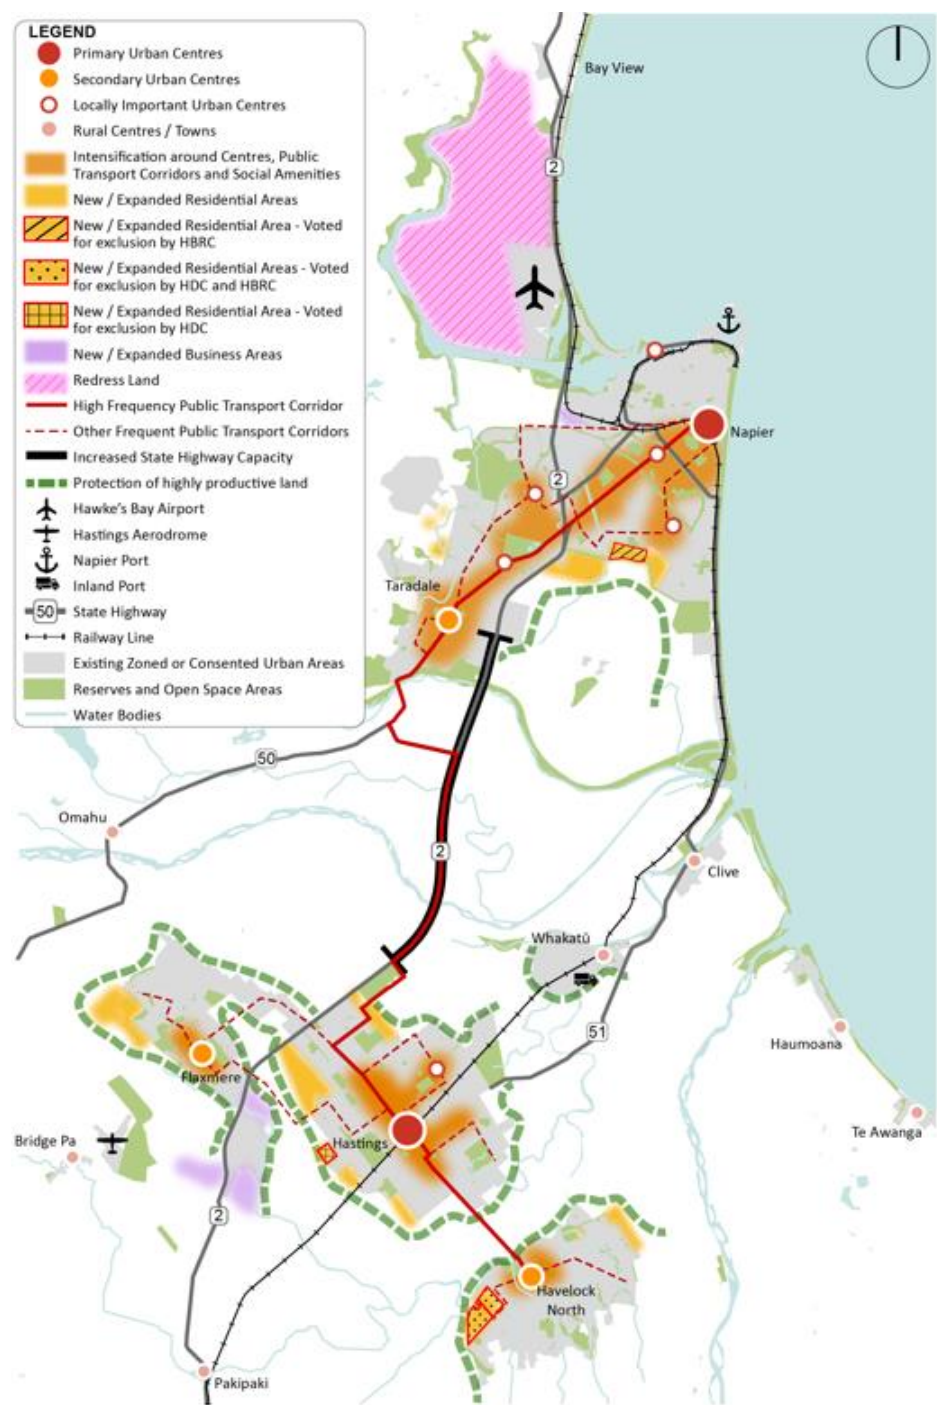 LEGEND
Primary Urban Centres
Secondary Urban Centres
Locally Important Urban Centres
Rural Centres / Towns
Intensification around Centres, Public
Transport Corridors and Social Amenities
New / Expanded Residential Areas
New / Expanded Residential Area - Voted
for exclusion by HBRC
New / Expanded Residential Areas - Voted
for exclusion by HDC and HBRC
New / Expanded Residential Area - Voted
for exclusion by HDC
New / Expanded Business Areas
Redress Land
High Frequency Public Transport Corridor
Other Frequent Public Transport Corridors
Increased State Highway Capacity
Protection of highly productive land
Hawke's Bay Airport
Hastings Aerodrome
Napier Port
Inland Port
50 State Highway
Railway Line
Existing Zoned or Consented Urban Areas
Reserves and Open Space Areas
Water Bodies
Bay View
2
Napier
2
Taradale
50
Omahu
2
Clive
Whakatū
51
Haumoana
Flaxmere
Te Awanga
Bridge Pa
Hastings
2
Havelock
North
Pakipaki